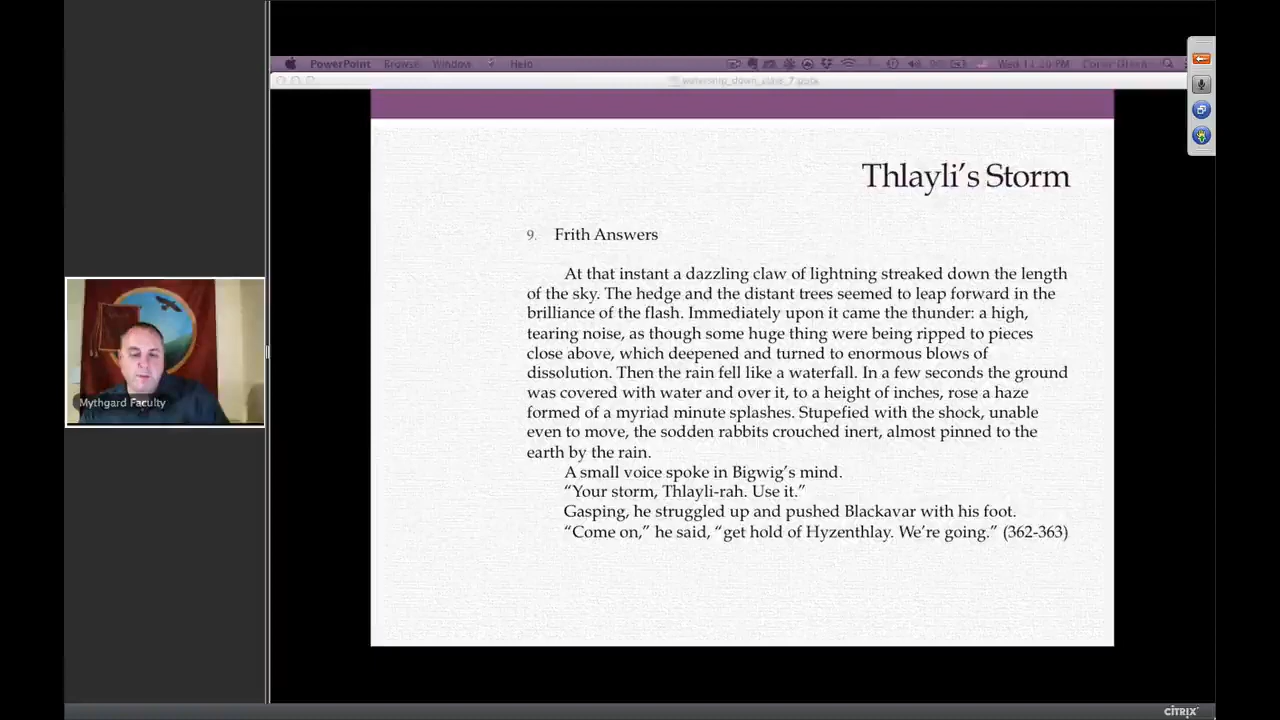 PowerPoint Browse Window Help
watership_down_class_7.pptx
Thlayli's Storm
9. Frith Answers
At that instant a dazzling claw of lightning streaked down the length
of the sky. The hedge and the distant trees seemed to leap forward in the
brilliance of the flash. Immediately upon it came the thunder: a high,
tearing noise, as though some huge thing were being ripped to pieces
close above, which deepened and turned to enormous blows of
dissolution. Then the rain fell like a waterfall. In a few seconds the ground
was covered with water and over it, to a height of inches, rose a haze
formed of a myriad minute splashes. Stupefied with the shock, unable
even to move, the sodden rabbits crouched inert, almost pinned to the
earth by the rain.
A small voice spoke in Bigwig's mind.
“Your storm, Thlayli-rah. Use it.”
Gasping, he struggled up and pushed Blackavar with his foot.
“Come on,” he said, “get hold of Hyzenthlay. We're going.” (362-363)
Mythgard Faculty
CITRIX